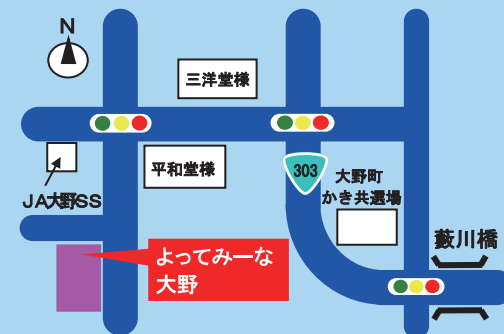 N
三洋堂様
平和堂様
303
大野町
かき共選場
JA大野SS
藪川橋
よってみーな
大野